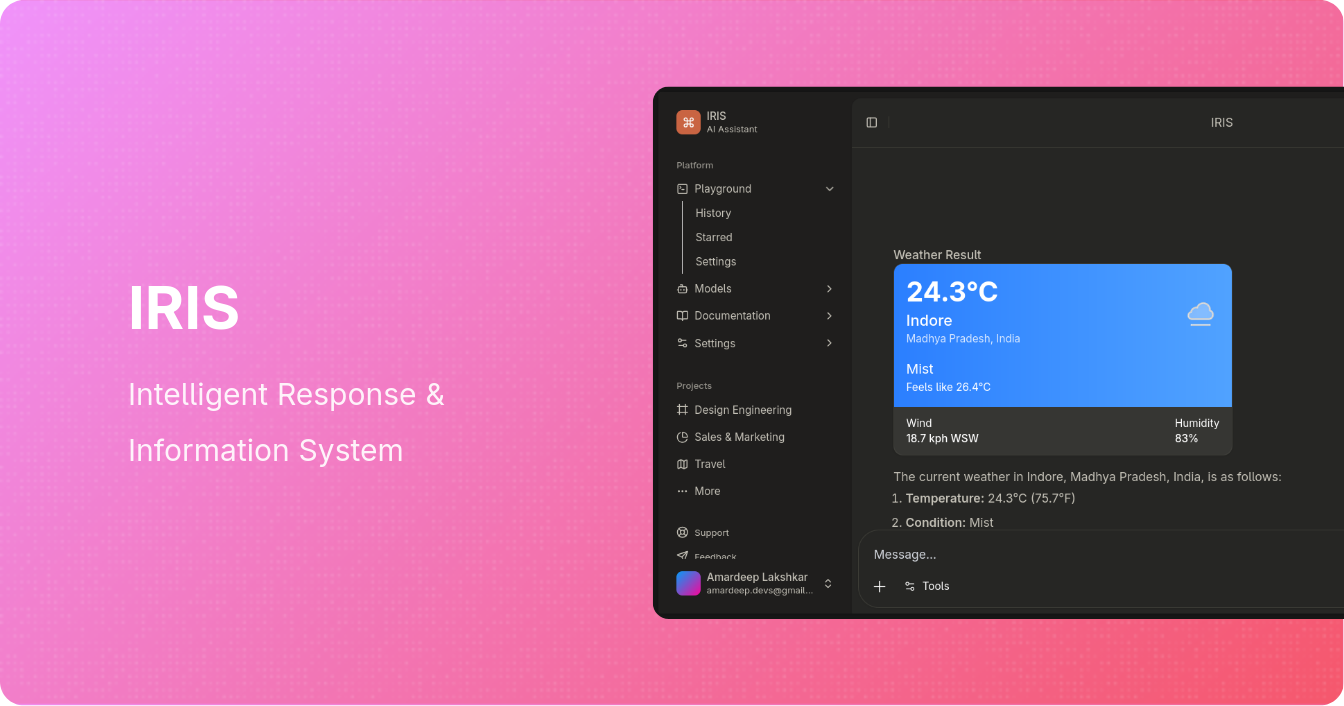 IRIS
Intelligent Response &
Information System
IRIS
AI Assistant
Platform
Playground
History
Starred
Settings
Models
Documentation
Settings
Projects
Design Engineering
Sales & Marketing
Travel
More
Support
Feedback
Amardeep Lakshkar
amardeep.devs@gmail...
IRIS
Weather Result
24.3°C
Indore
Madhya Pradesh, India
Mist
Feels like 26.4°C
Wind Humidity
18.7 kph WSW 83%
The current weather in Indore, Madhya Pradesh, India, is as follows:
1. Temperature: 24.3°C (75.7°F)
2. Condition: Mist
Message...
Tools